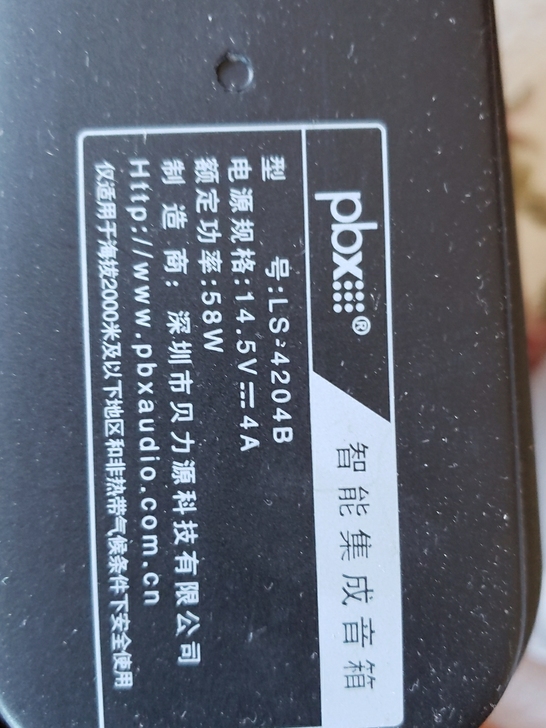 pbx®
智能集成音箱
型 号:LS-4204B
电源规格:14.5V⎓4A
额定功率:58W
制 造 商: 深圳市贝力源科技有限公司
Http://www.pbxaudio.com.cn
仅适用于海拔2000米及以下地区和非热带气候条件下安全使用